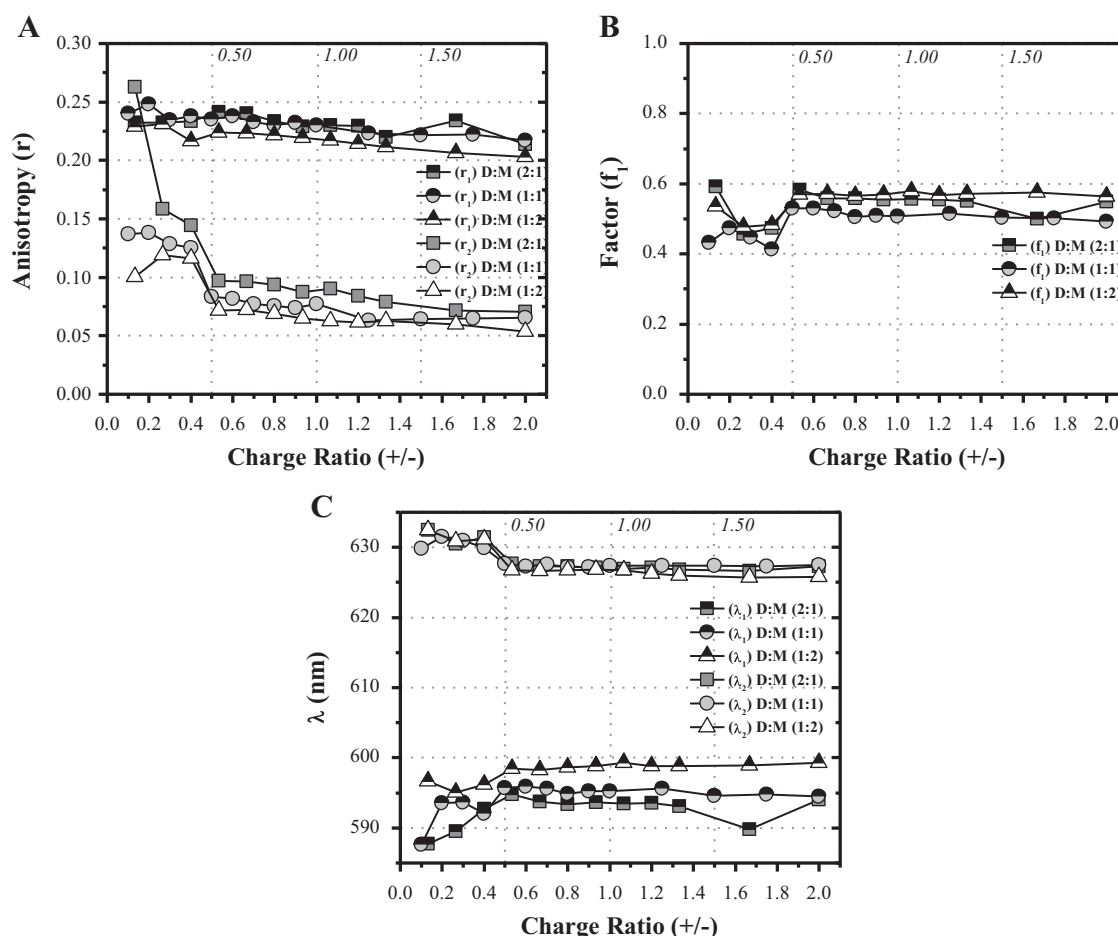 A
0.50 1.00 1.50
0.30
0.25
0.20
0.15
0.10
0.05
0.00
Anisotropy (r)
(r1) D:M (2:1)
(r1) D:M (1:1)
(r1) D:M (1:2)
(r2) D:M (2:1)
(r2) D:M (1:1)
(r2) D:M (1:2)
0.0 0.2 0.4 0.6 0.8 1.0 1.2 1.4 1.6 1.8 2.0
Charge Ratio (+/-)
B
0.50 1.00 1.50
1.0
0.8
0.6
0.4
0.2
0.0
Factor (f1)
(f1) D:M (2:1)
(f1) D:M (1:1)
(f1) D:M (1:2)
0.0 0.2 0.4 0.6 0.8 1.0 1.2 1.4 1.6 1.8 2.0
Charge Ratio (+/-)
C
0.50 1.00 1.50
630
620
610
600
590
λ (nm)
(λ1) D:M (2:1)
(λ1) D:M (1:1)
(λ1) D:M (1:2)
(λ2) D:M (2:1)
(λ2) D:M (1:1)
(λ2) D:M (1:2)
0.0 0.2 0.4 0.6 0.8 1.0 1.2 1.4 1.6 1.8 2.0
Charge Ratio (+/-)